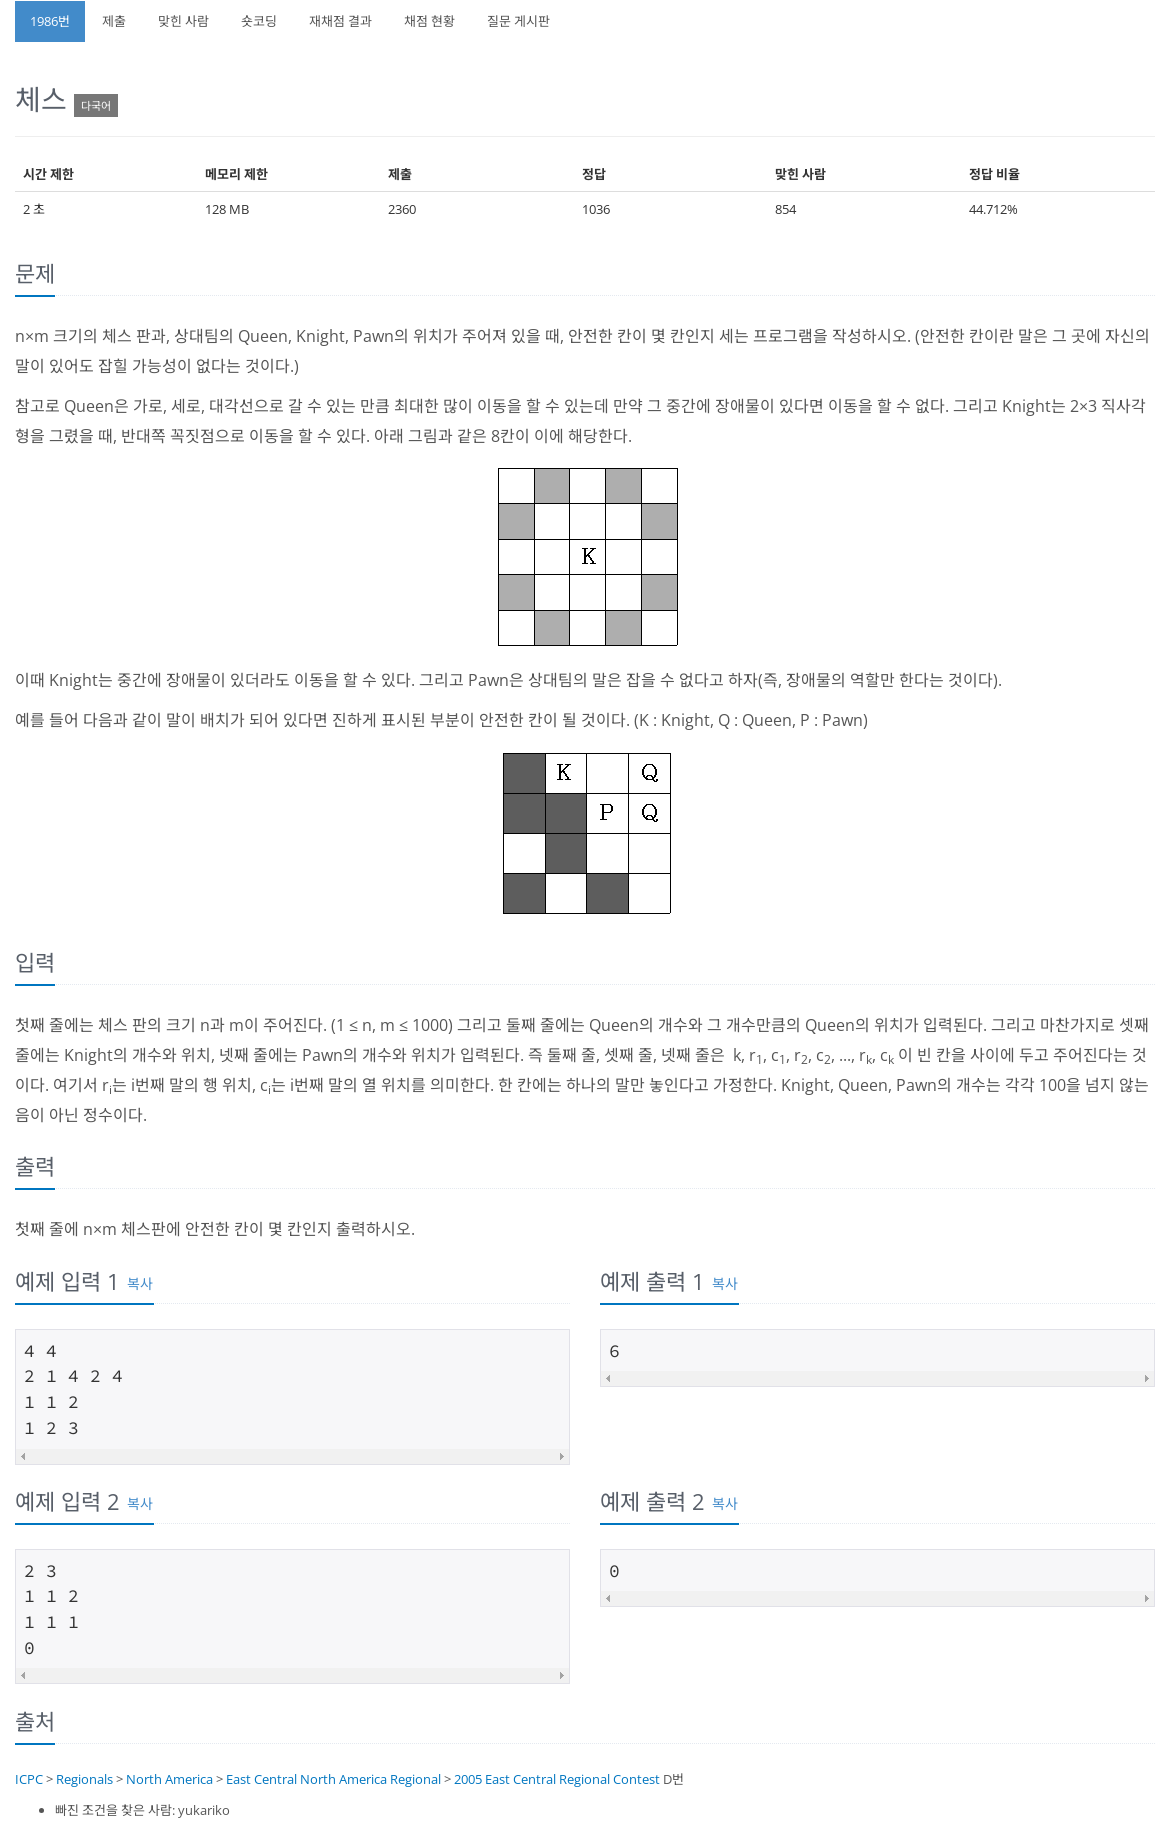 1986번 제출 맞힌 사람 숏코딩 재채점 결과 채점 현황 질문 게시판
체스 다국어
시간 제한 메모리 제한 제출 정답 맞힌 사람 정답 비율
2 초 128 MB 2360 1036 854 44.712%
문제
n×m 크기의 체스 판과, 상대팀의 Queen, Knight, Pawn의 위치가 주어져 있을 때, 안전한 칸이 몇 칸인지 세는 프로그램을 작성하시오. (안전한 칸이란 말은 그 곳에 자신의
말이 있어도 잡힐 가능성이 없다는 것이다.)
참고로 Queen은 가로, 세로, 대각선으로 갈 수 있는 만큼 최대한 많이 이동을 할 수 있는데 만약 그 중간에 장애물이 있다면 이동을 할 수 없다. 그리고 Knight는 2×3 직사각
형을 그렸을 때, 반대쪽 꼭짓점으로 이동을 할 수 있다. 아래 그림과 같은 8칸이 이에 해당한다.
K
이때 Knight는 중간에 장애물이 있더라도 이동을 할 수 있다. 그리고 Pawn은 상대팀의 말은 잡을 수 없다고 하자(즉, 장애물의 역할만 한다는 것이다).
예를 들어 다음과 같이 말이 배치가 되어 있다면 진하게 표시된 부분이 안전한 칸이 될 것이다. (K : Knight, Q : Queen, P : Pawn)
K Q
P Q
입력
첫째 줄에는 체스 판의 크기 n과 m이 주어진다. (1 ≤ n, m ≤ 1000) 그리고 둘째 줄에는 Queen의 개수와 그 개수만큼의 Queen의 위치가 입력된다. 그리고 마찬가지로 셋째
줄에는 Knight의 개수와 위치, 넷째 줄에는 Pawn의 개수와 위치가 입력된다. 즉 둘째 줄, 셋째 줄, 넷째 줄은 k, r1, c1, r2, c2, ..., rk, ck 이 빈 칸을 사이에 두고 주어진다는 것
이다. 여기서 ri는 i번째 말의 행 위치, ci는 i번째 말의 열 위치를 의미한다. 한 칸에는 하나의 말만 놓인다고 가정한다. Knight, Queen, Pawn의 개수는 각각 100을 넘지 않는
음이 아닌 정수이다.
출력
첫째 줄에 n×m 체스판에 안전한 칸이 몇 칸인지 출력하시오.
예제 입력 1 복사
4 4
2 1 4 2 4
1 1 2
1 2 3
예제 출력 1 복사
6
예제 입력 2 복사
2 3
1 1 2
1 1 1
0
예제 출력 2 복사
0
출처
ICPC > Regionals > North America > East Central North America Regional > 2005 East Central Regional Contest D번
빠진 조건을 찾은 사람: yukariko